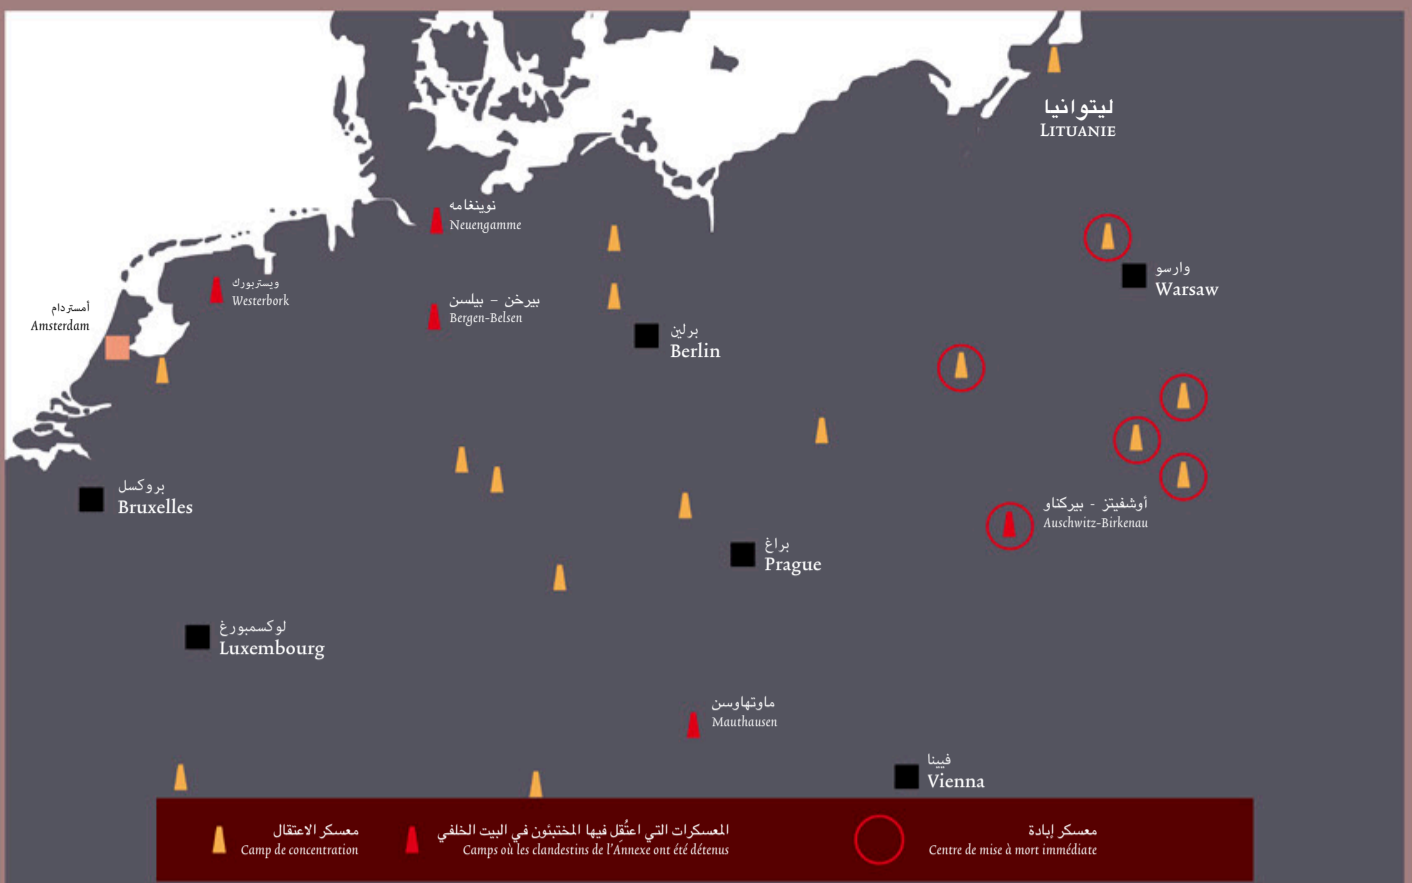 ليتوانيا
LITUANIE
نوينغامه
Neuengamme
وارسو
Warsaw
ويستربورك
Westerbork
بيرخن - بيلسن
Bergen-Belsen
أمستردام
Amsterdam
برلين
Berlin
بروكسل
Bruxelles
أوشفيتز - بيركناو
Auschwitz-Birkenau
براغ
Prague
لوكسمبورغ
Luxembourg
ماوتهاوسن
Mauthausen
فيينا
Vienna
معسكر الاعتقال
Camp de concentration
المعسكرات التي اعتُقِل فيها المختبئون في البيت الخلفي
Camps où les clandestins de l'Annexe ont été détenus
معسكر إبادة
Centre de mise à mort immédiate